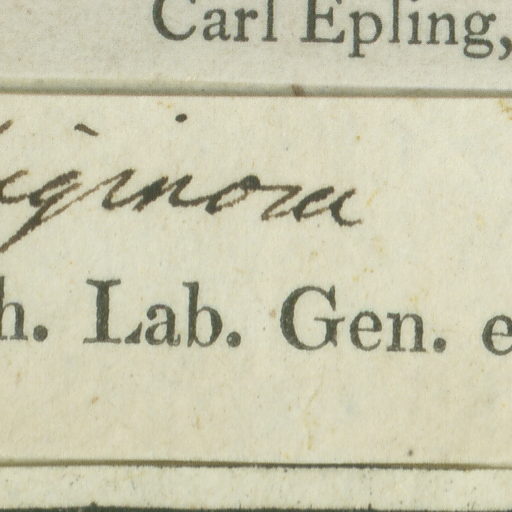 Carl Epling,
h. Lab. Gen. e